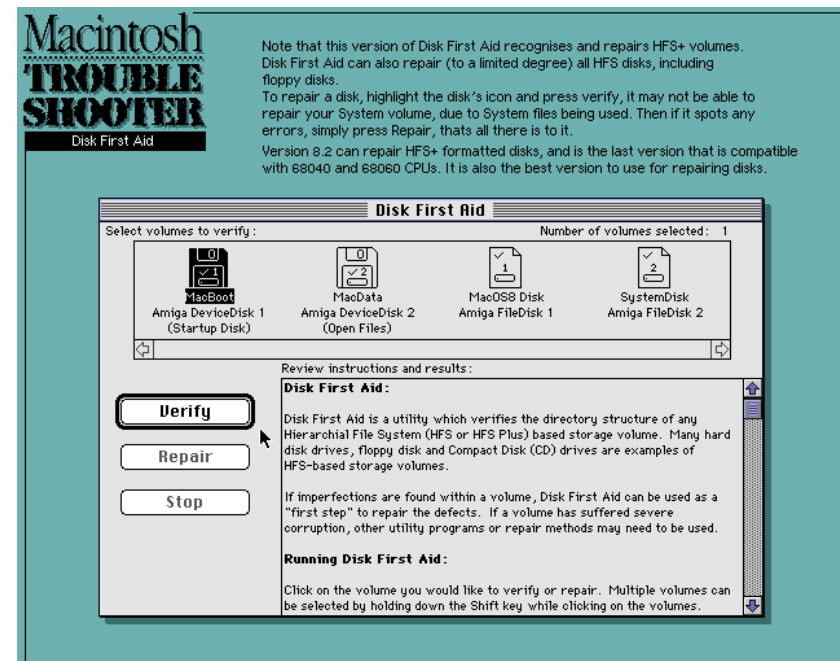 Macintosh
TROUBLE
SHOOTER
Disk First Aid
Note that this version of Disk First Aid recognises and repairs HFS+ volumes.
Disk First Aid can also repair (to a limited degree) all HFS disks, including
floppy disks.
To repair a disk, highlight the disk's icon and press verify, it may not be able to
repair your System volume, due to System files being used. Then if it spots any
errors, simply press Repair, thats all there is to it.
Version 8.2 can repair HFS+ formatted disks, and is the last version that is compatible
with 68040 and 68060 CPUs. It is also the best version to use for repairing disks.
Disk First Aid
Select volumes to verify: Number of volumes selected: 1
1 2 1 2
MacBoot MacData MacOS8 Disk SystemDisk
Amiga DeviceDisk 1 Amiga DeviceDisk 2 Amiga FileDisk 1 Amiga FileDisk 2
(Startup Disk) (Open Files)
Review instructions and results:
Disk First Aid:
Verify
Disk First Aid is a utility which verifies the directory structure of any
Hierarchial File System (HFS or HFS Plus) based storage volume. Many hard
disk drives, floppy disk and Compact Disk (CD) drives are examples of
HFS-based storage volumes.
Repair
If imperfections are found within a volume, Disk First Aid can be used as a
"first step" to repair the defects. If a volume has suffered severe
corruption, other utility programs or repair methods may need to be used.
Stop
Running Disk First Aid:
Click on the volume you would like to verify or repair. Multiple volumes can
be selected by holding down the Shift key while clicking on the volumes.